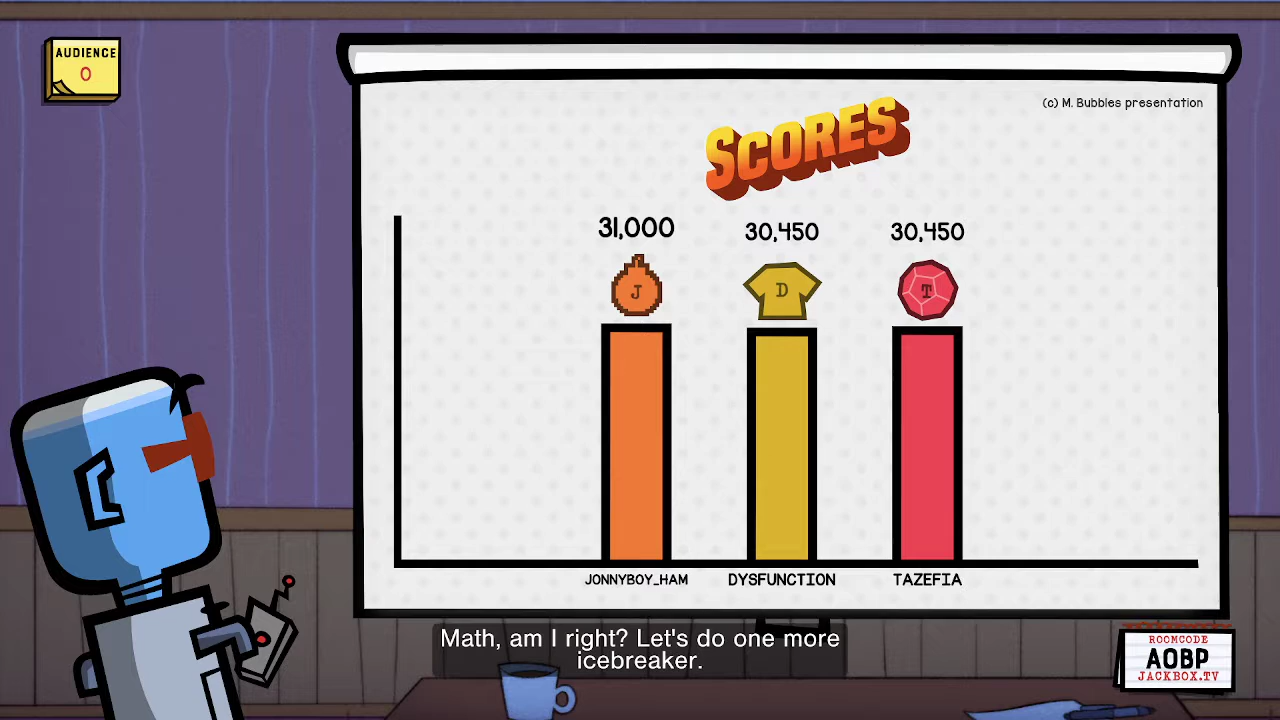 AUDIENCE
0
(c) M. Bubbles presentation
SCORES
31,000
30,450
30,450
J
D
T
JONNYBOY_HAM
DYSFUNCTION
TAZEFIA
Math, am I right? Let's do one more
icebreaker.
ROOMCODE
AOBP
JACKBOX.TV